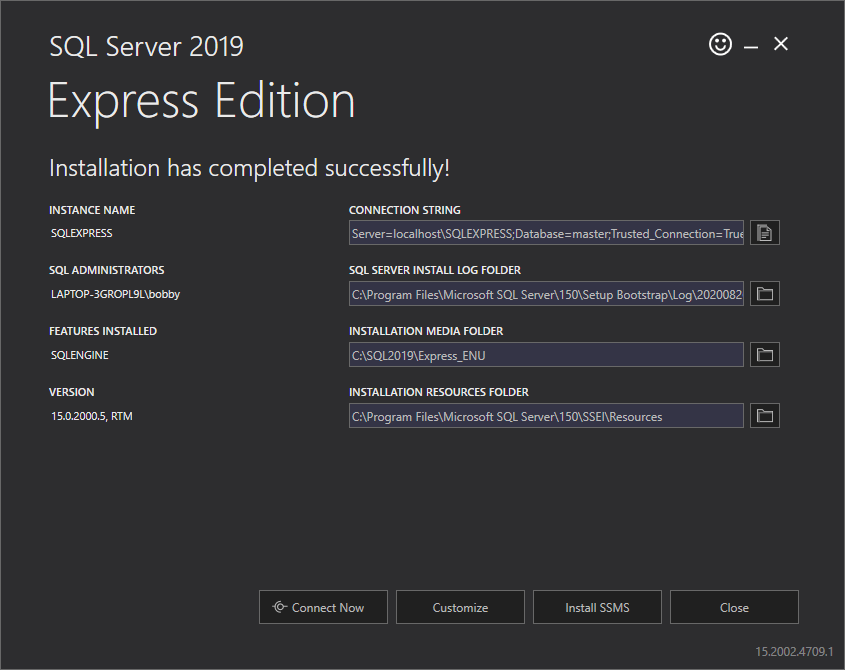 SQL Server 2019
Express Edition
Installation has completed successfully!
INSTANCE NAME
SQLEXPRESS
CONNECTION STRING
Server=localhost\SQLEXPRESS;Database=master;Trusted_Connection=True
SQL ADMINISTRATORS
LAPTOP-3GROPL9L\bobby
SQL SERVER INSTALL LOG FOLDER
C:\Program Files\Microsoft SQL Server\150\Setup Bootstrap\Log\2020082
FEATURES INSTALLED
SQLENGINE
INSTALLATION MEDIA FOLDER
C:\SQL2019\Express_ENU
VERSION
15.0.2000.5, RTM
INSTALLATION RESOURCES FOLDER
C:\Program Files\Microsoft SQL Server\150\SSEI\Resources
Connect Now
Customize
Install SSMS
Close
15.2002.4709.1